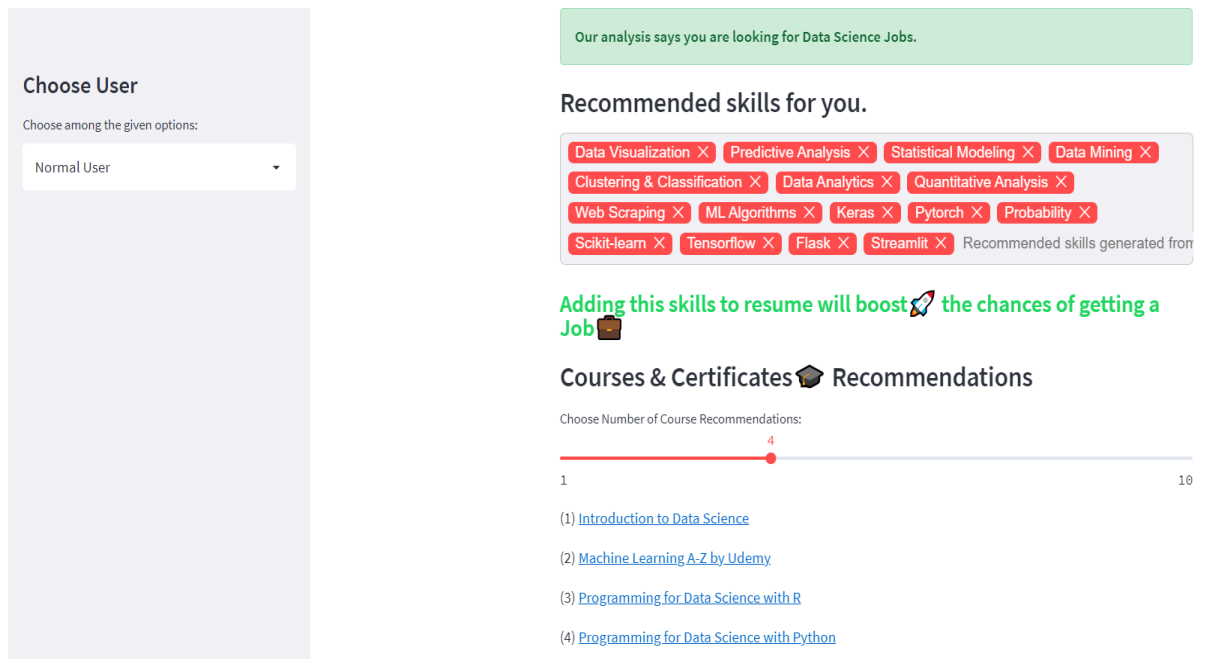 Choose User
Choose among the given options:
Normal User
Our analysis says you are looking for Data Science Jobs.
Recommended skills for you.
Data Visualization Predictive Analysis Statistical Modeling Data Mining
Clustering & Classification Data Analytics Quantitative Analysis
Web Scraping ML Algorithms Keras Pytorch Probability
Scikit-learn Tensorflow Flask Streamlit Recommended skills generated from
Adding this skills to resume will boost🚀 the chances of getting a
Job💼
Courses & Certificates🎓 Recommendations
Choose Number of Course Recommendations:
4
1 10
(1) Introduction to Data Science
(2) Machine Learning A-Z by Udemy
(3) Programming for Data Science with R
(4) Programming for Data Science with Python